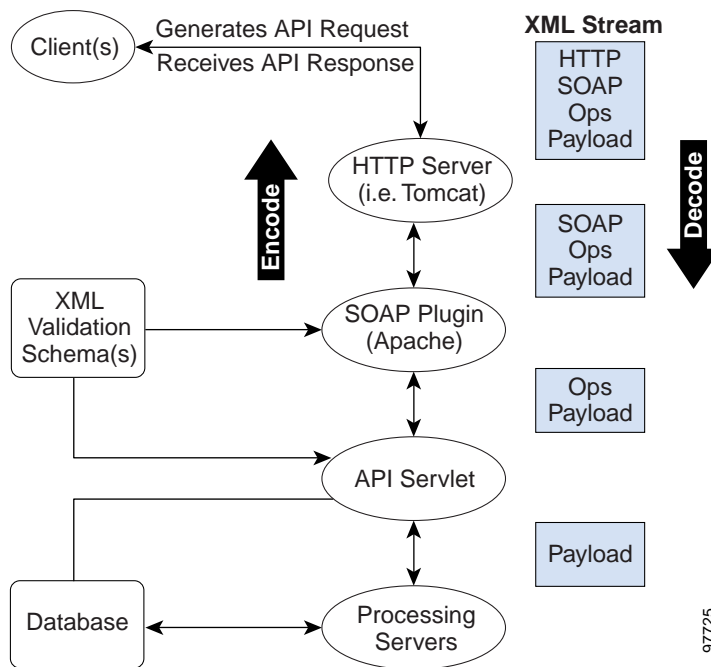 Client(s)
Generates API Request
Receives API Response
XML Stream
HTTP
SOAP
Ops
Payload
HTTP Server
(i.e. Tomcat)
Encode
Decode
SOAP
Ops
Payload
XML
Validation
Schema(s)
SOAP Plugin
(Apache)
Ops
Payload
API Servlet
Payload
Database
Processing
Servers
97725